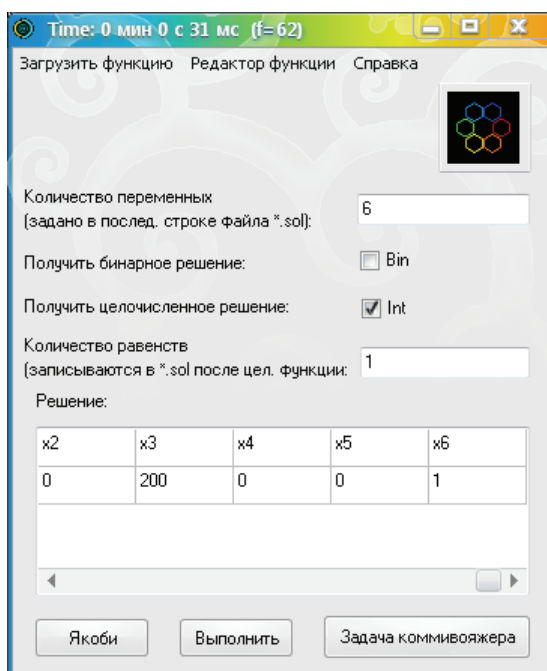 Time: 0 мин 0 с 31 мс (f=62)
Загрузить функцию Редактор функции Справка
Количество переменных
(задано в послед. строке файла *.sol):
6
Получить бинарное решение:
Bin
Получить целочисленное решение:
Int
Количество равенств
(записываются в *.sol после цел. функции:
1
Решение:
x2 x3 x4 x5 x6
0 200 0 0 1
Якоби Выполнить Задача коммивояжера